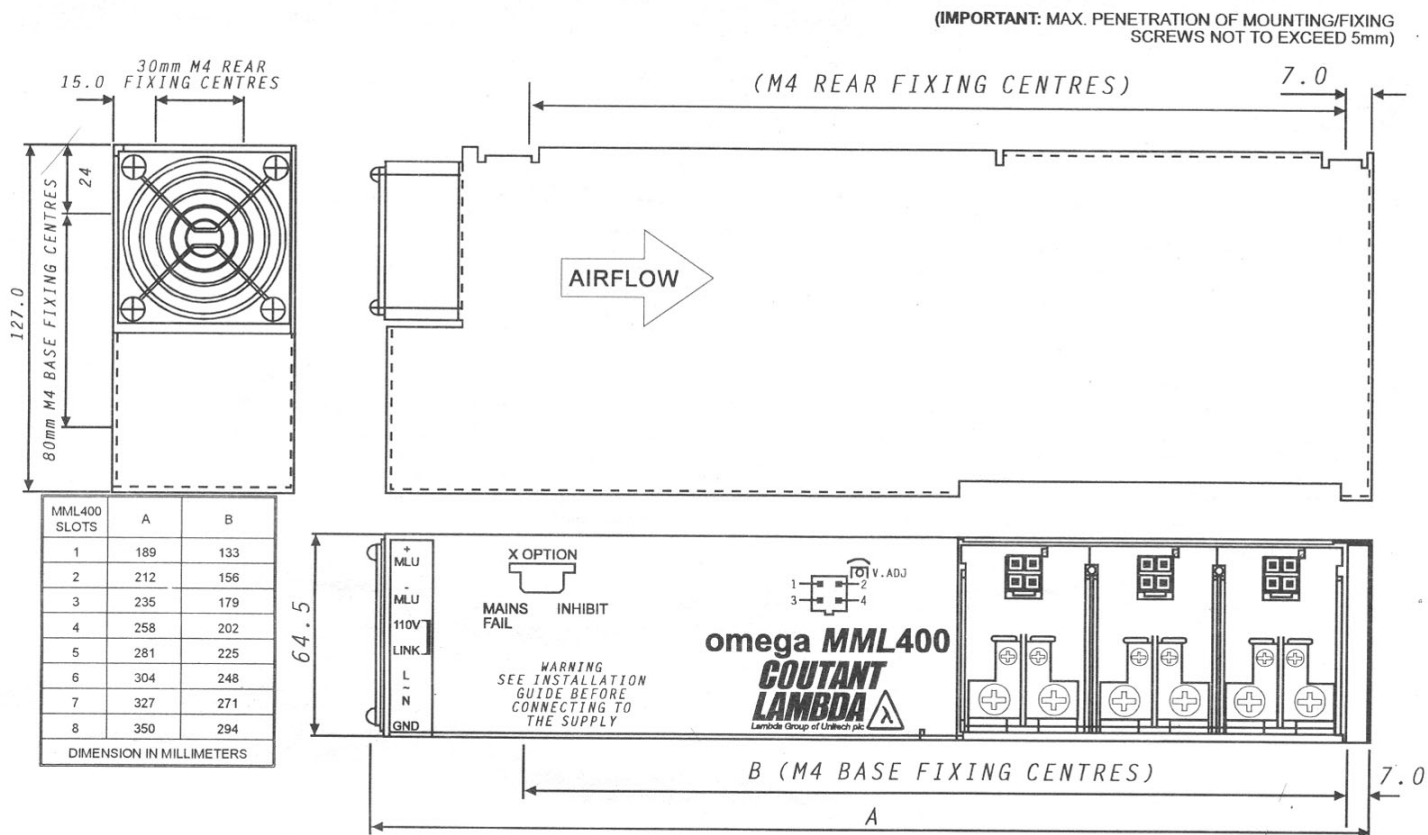 (IMPORTANT: MAX. PENETRATION OF MOUNTING/FIXING
SCREWS NOT TO EXCEED 5mm)
30mm M4 REAR
FIXING CENTRES
15.0
(M4 REAR FIXING CENTRES)
7.0
24
127.0
80mm M4 BASE FIXING CENTRES
AIRFLOW
MML400 SLOTS A B
1 189 133
2 212 156
3 235 179
4 258 202
5 281 225
6 304 248
7 327 271
8 350 294
DIMENSION IN MILLIMETERS
64.5
+
MLU
-
MLU
110V
LINK
L
~
N
GND
X OPTION
MAINS FAIL
INHIBIT
WARNING
SEE INSTALLATION
GUIDE BEFORE
CONNECTING TO
THE SUPPLY
V.ADJ
1 2
3 4
omega MML400
COUTANT
LAMBDA
λ
Lambda Group of Unitech plc
B (M4 BASE FIXING CENTRES)
7.0
A